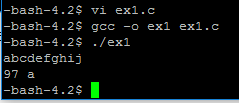 -bash-4.2$ vi ex1.c
-bash-4.2$ gcc -o ex1 ex1.c
-bash-4.2$ ./ex1
abcdefghij
97 a
-bash-4.2$